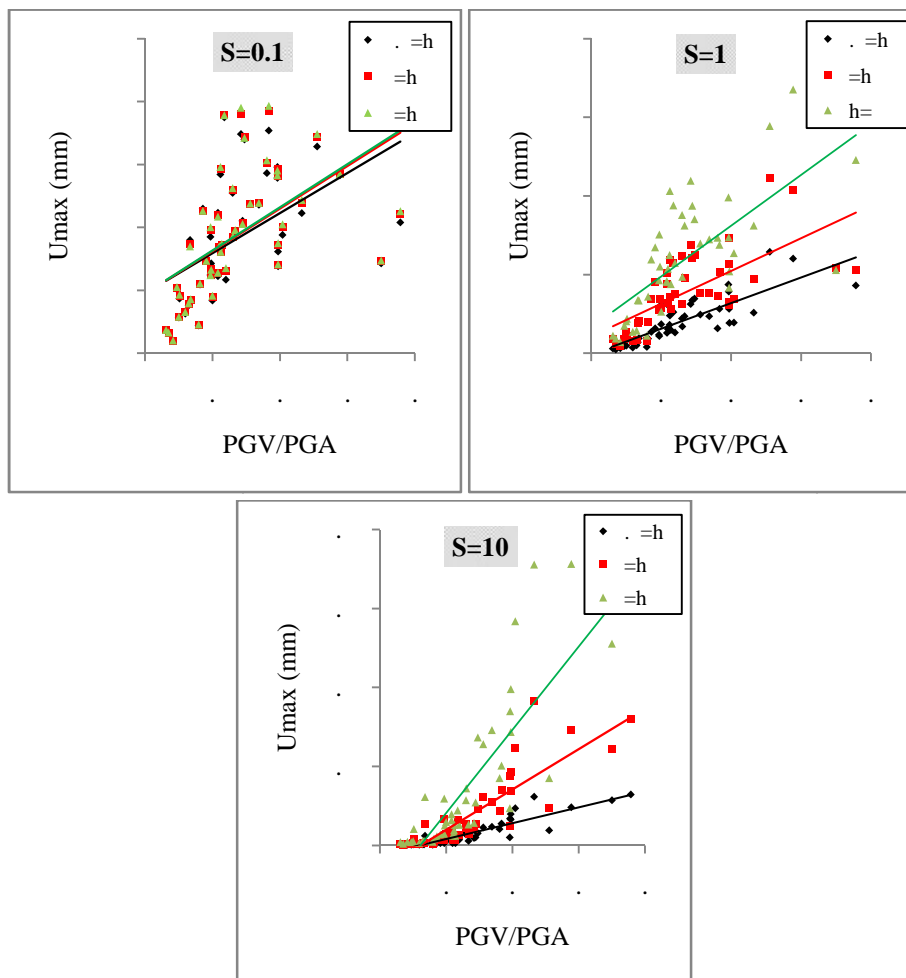 S=0.1
. =h
=h
=h
Umax (mm)
. . . .
PGV/PGA
S=1
. =h
=h
h=
Umax (mm)
. . . .
PGV/PGA
S=10
. =h
=h
=h
.
.
.
.
Umax (mm)
. . . .
PGV/PGA